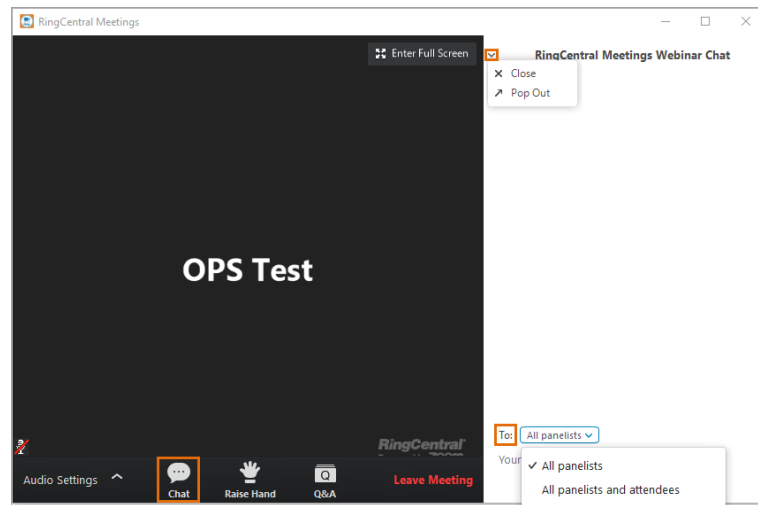 RingCentral Meetings
Enter Full Screen
RingCentral Meetings Webinar Chat
Close
Pop Out
OPS Test
RingCentral
To: All panelists
Your
All panelists
All panelists and attendees
Audio Settings
Chat
Raise Hand
Q
Q&A
Leave Meeting